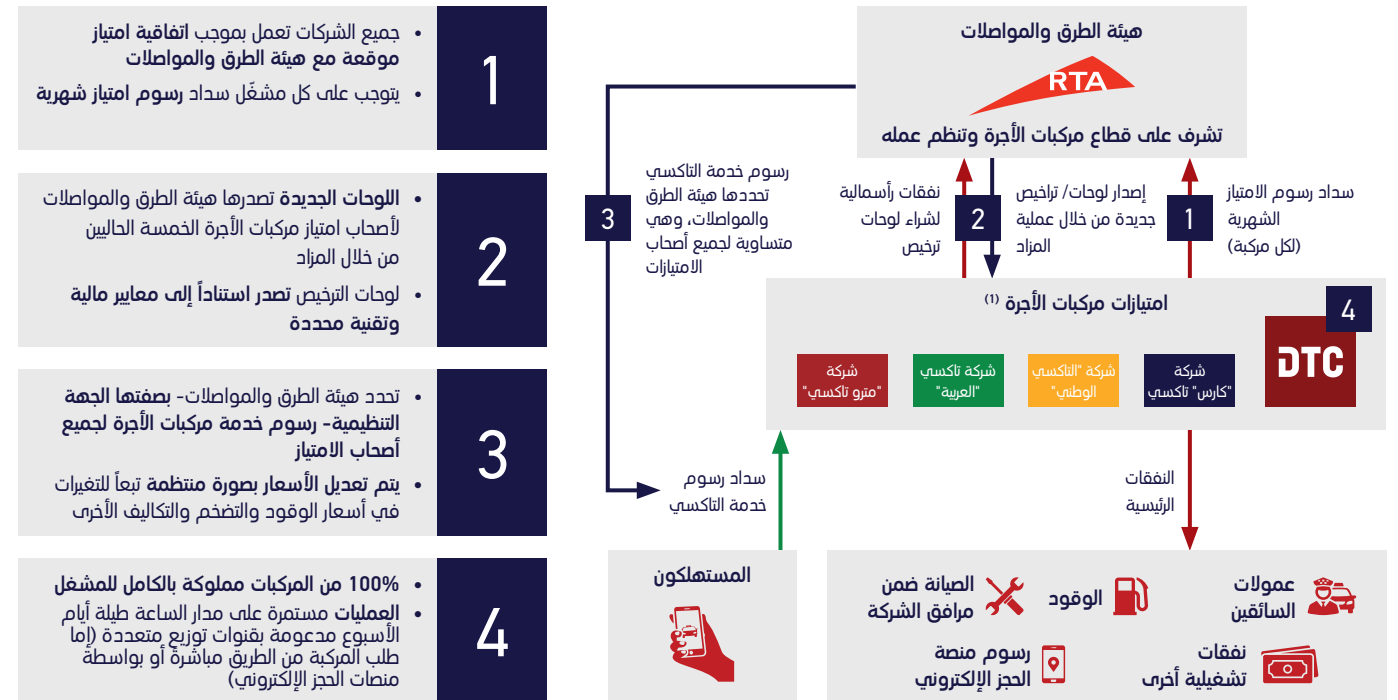 هيئة الطرق والمواصلات
RTA
تشرف على قطاع مركبات الأجرة وتنظم عمله
سداد رسوم الامتياز
الشهرية
(لكل مركبة)
1
إصدار لوحات/ تراخيص
جديدة من خلال عملية
المزاد
2
نفقات رأسمالية
لشراء لوحات
ترخيص
رسوم خدمة التاكسي
تحددها هيئة الطرق
والمواصلات، وهي
متساوية لجميع أصحاب
الامتيازات
3
امتيازات مركبات الأجرة (1)
4
DTC
شركة
"كارس" تاكسي
شركة "التاكسي
الوطني"
شركة تاكسي
"العربية"
شركة
"مترو تاكسي"
النفقات
الرئيسية
سداد رسوم
خدمة التاكسي
عمولات
السائقين
الوقود
الصيانة ضمن
مرافق الشركة
نفقات
تشغيلية أخرى
رسوم منصة
الحجز الإلكتروني
المستهلكون
1
• جميع الشركات تعمل بموجب اتفاقية امتياز
موقعة مع هيئة الطرق والمواصلات
• يتوجب على كل مشغّل سداد رسوم امتياز شهرية
2
• اللوحات الجديدة تصدرها هيئة الطرق والمواصلات
لأصحاب امتياز مركبات الأجرة الخمسة الحاليين
من خلال المزاد
• لوحات الترخيص تصدر استناداً إلى معايير مالية
وتقنية محددة
3
• تحدد هيئة الطرق والمواصلات- بصفتها الجهة
التنظيمية- رسوم خدمة مركبات الأجرة لجميع
أصحاب الامتياز
• يتم تعديل الأسعار بصورة منتظمة تبعاً للتغيرات
في أسعار الوقود والتضخم والتكاليف الأخرى
4
• 100% من المركبات مملوكة بالكامل للمشغل
• العمليات مستمرة على مدار الساعة طيلة أيام
الأسبوع مدعومة بقنوات توزيع متعددة (إما
طلب المركبة من الطريق مباشرةً أو بواسطة
منصات الحجز الإلكتروني)